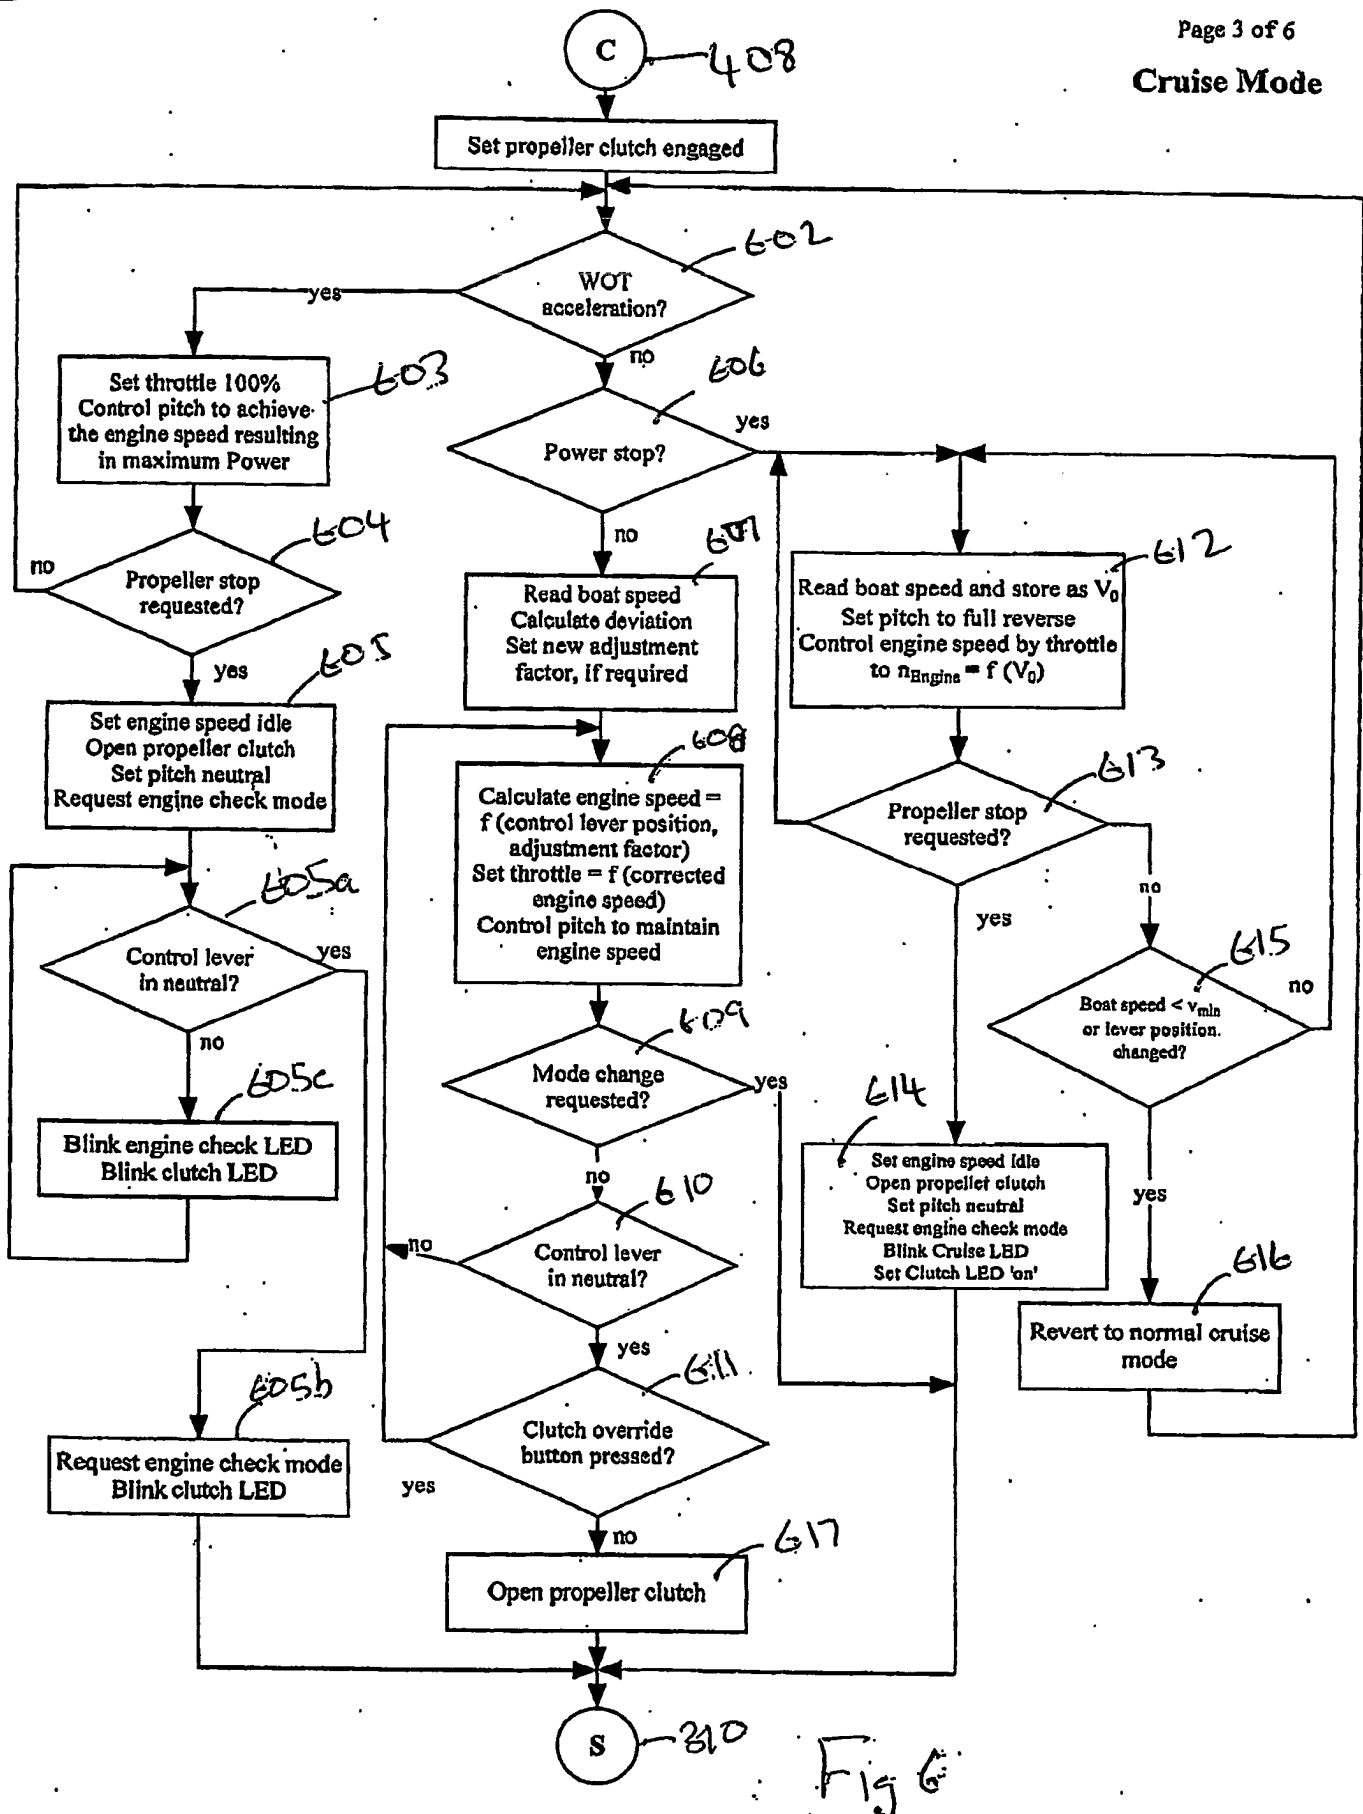 Page 3 of 6
Cruise Mode
C
408
Set propeller clutch engaged
602
WOT
acceleration?
yes
no
603
Set throttle 100%
Control pitch to achieve
the engine speed resulting
in maximum Power
606
Power stop?
yes
no
604
Propeller stop
requested?
no
yes
607
Read boat speed
Calculate deviation
Set new adjustment
factor, if required
612
Read boat speed and store as V0
Set pitch to full reverse
Control engine speed by throttle
to nEngine = f (V0)
605
Set engine speed idle
Open propeller clutch
Set pitch neutral
Request engine check mode
608
Calculate engine speed =
f (control lever position,
adjustment factor)
Set throttle = f (corrected
engine speed)
Control pitch to maintain
engine speed
613
Propeller stop
requested?
no
yes
605a
Control lever
in neutral?
yes
no
615
Boat speed < vmin
or lever position.
changed?
no
yes
609
Mode change
requested?
yes
no
605c
Blink engine check LED
Blink clutch LED
614
Set engine speed idle
Open propeller clutch
Set pitch neutral
Request engine check mode
Blink Cruise LED
Set Clutch LED 'on'
610
Control lever
in neutral?
no
yes
616
Revert to normal cruise
mode
611
Clutch override
button pressed?
yes
no
605b
Request engine check mode
Blink clutch LED
617
Open propeller clutch
S
310
Fig 6